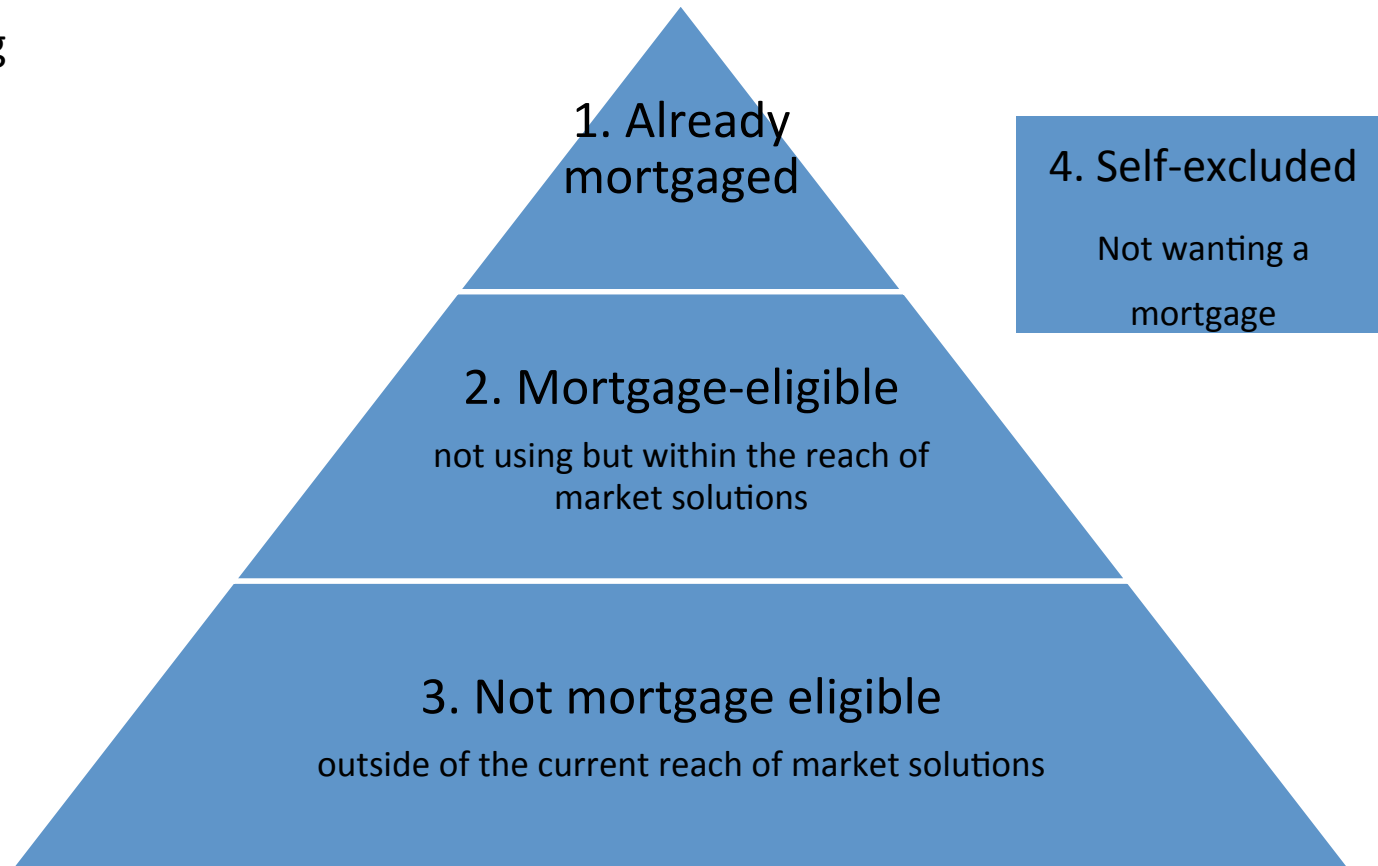 g
1. Already
mortgaged
4. Self-excluded
Not wanting a
mortgage
2. Mortgage-eligible
not using but within the reach of
market solutions
3. Not mortgage eligible
outside of the current reach of market solutions